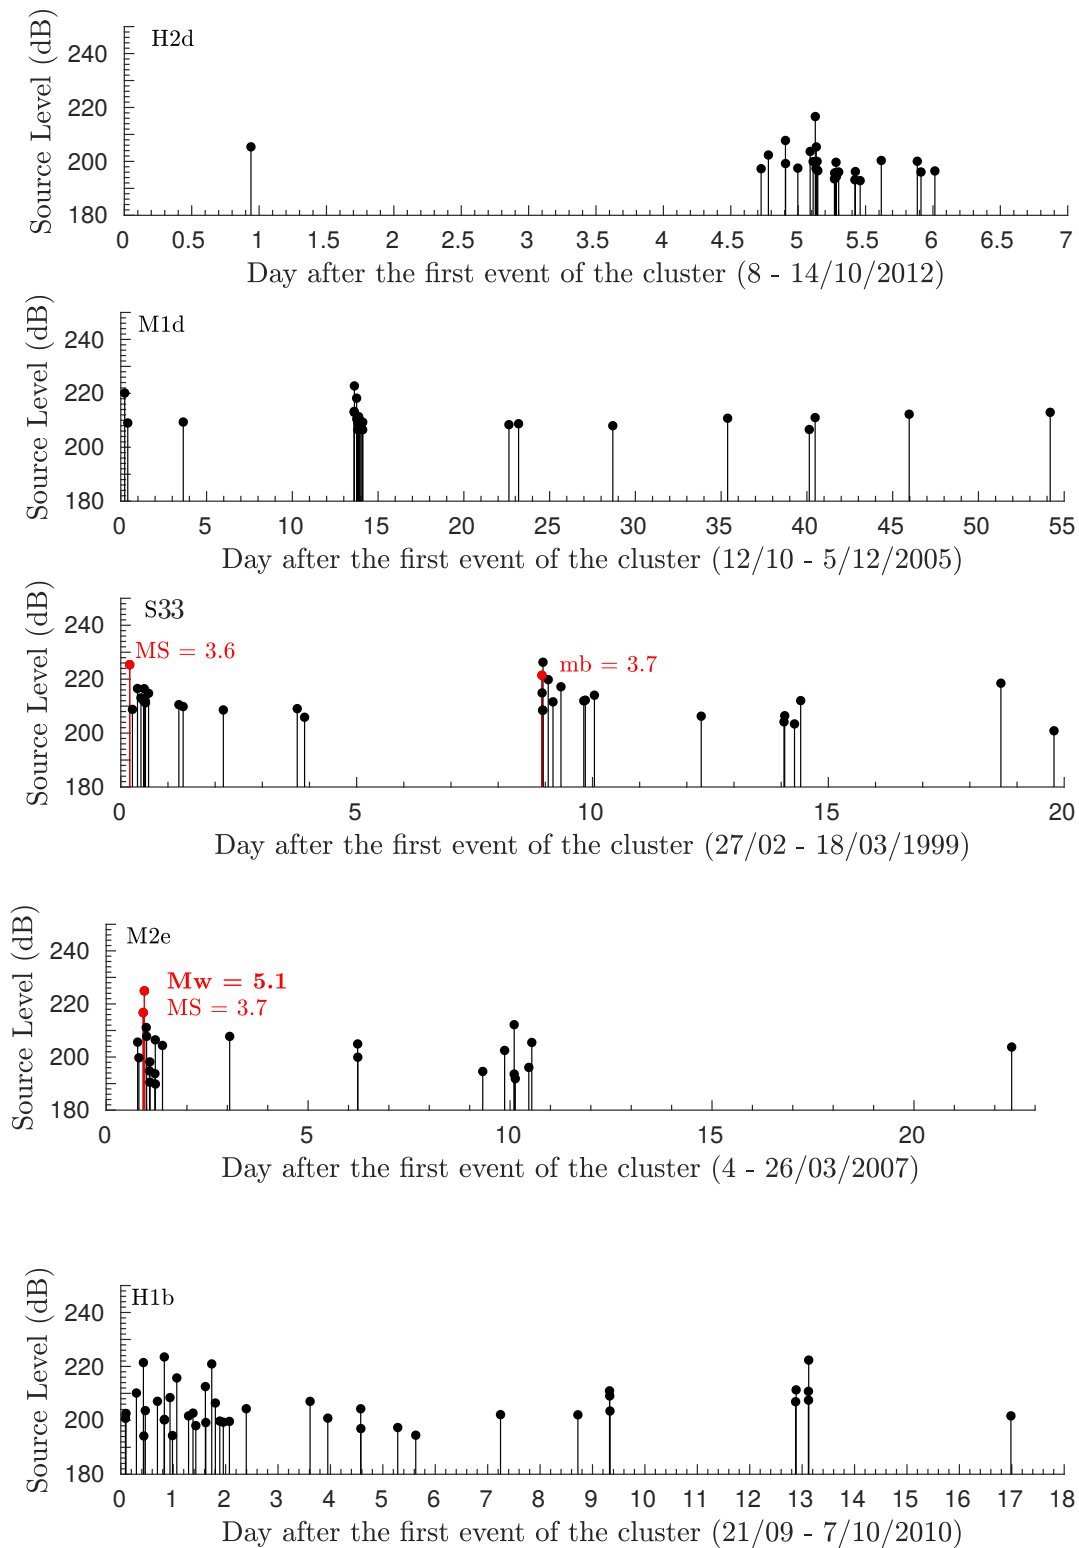 H2d
Source Level (dB)
240
220
200
180
0 0.5 1 1.5 2 2.5 3 3.5 4 4.5 5 5.5 6 6.5 7
Day after the first event of the cluster (8 - 14/10/2012)
M1d
Source Level (dB)
240
220
200
180
0 5 10 15 20 25 30 35 40 45 50 55
Day after the first event of the cluster (12/10 - 5/12/2005)
S33
Source Level (dB)
240
220
200
180
MS = 3.6
mb = 3.7
0 5 10 15 20
Day after the first event of the cluster (27/02 - 18/03/1999)
M2e
Source Level (dB)
240
220
200
180
Mw = 5.1
MS = 3.7
0 5 10 15 20
Day after the first event of the cluster (4 - 26/03/2007)
H1b
Source Level (dB)
240
220
200
180
0 1 2 3 4 5 6 7 8 9 10 11 12 13 14 15 16 17 18
Day after the first event of the cluster (21/09 - 7/10/2010)